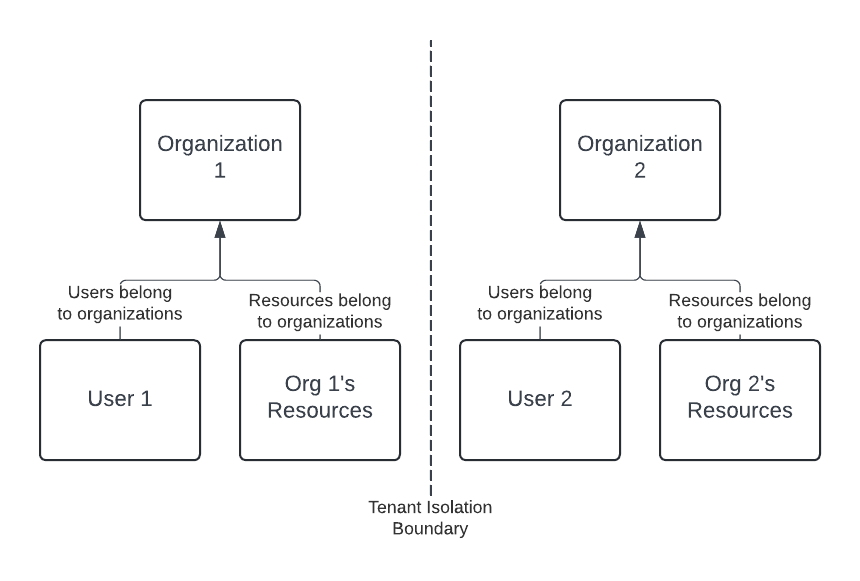 Organization
1
Organization
2
Users belong
to organizations
Resources belong
to organizations
Users belong
to organizations
Resources belong
to organizations
User 1
Org 1's
Resources
User 2
Org 2's
Resources
Tenant Isolation
Boundary